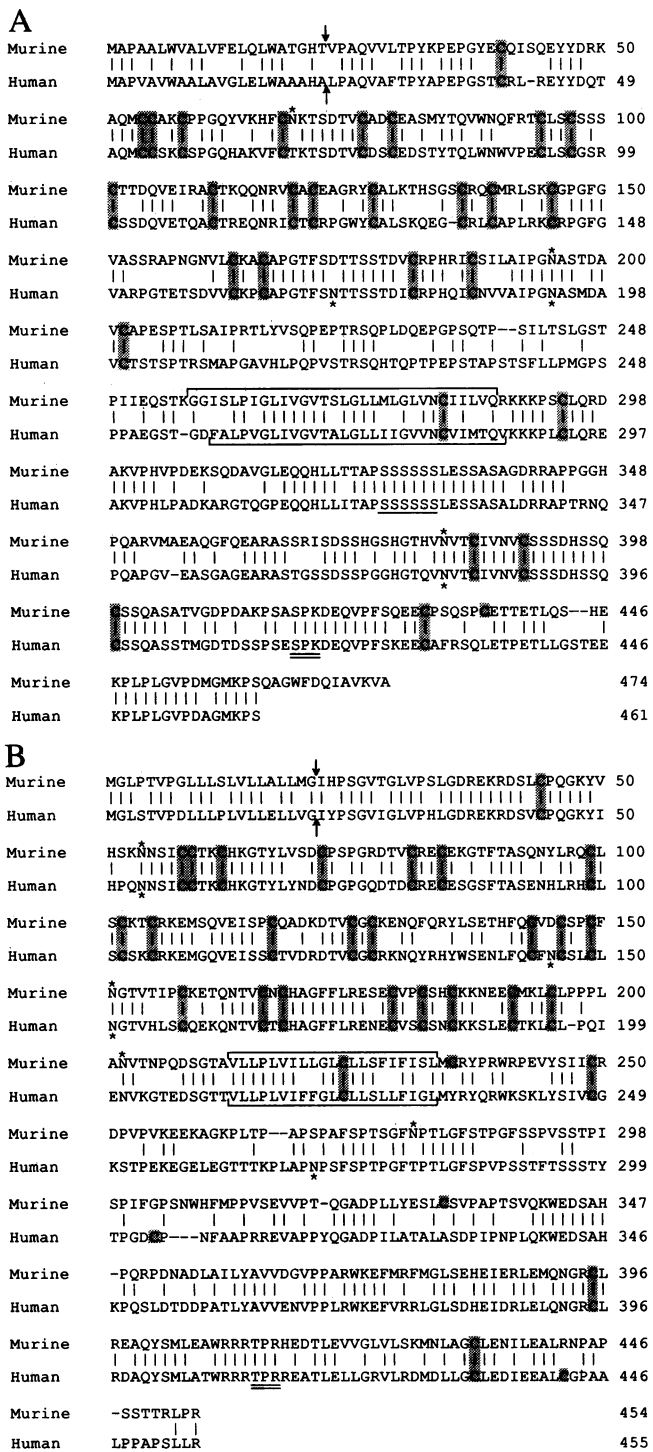 A
Murine MAPAALWVALVFELQLWATGHTVPAQVVLTPYKPEPGYECQISQEYYDRK 50
Human MAPVAVWAALAVGLELWAAAHALPAQVAFTPYAPEPGSTCRL-REYYDQT 49
Murine AQMCCAKCPPGQYVKHFCNKTSDTVCADCEASMYTQVWNQFRTCLSCSSS 100
Human AQMCCSKCSPGQHAKVFCTKTSDTVCDSCEDSTYTQLWNWVPECLSCGSR 99
Murine CTTDQVEIRACTKQQNRVCACEAGRYCALKTHSGSCRQCMRLSKCGPGFG 150
Human CSSDQVETQACTREQNRICTCRPGWYCALSKQEG-CRLCAPLRKCRPGFG 148
Murine VASSRAPNGNVLCKACAPGTFSDTTSSTDVCRPHRICSILAIPGNASTDA 200
Human VARPGTETSDVVCKPCAPGTFSNTTSSTDICRPHQICNVVAIPGNASMDA 198
Murine VCAPESPTLSAIPRTLYVSQPEPTRSQPLDQEPGPSQTP--SILTSLGST 248
Human VCTSTSPTRSMAPGAVHLPQPVSTRSQHTQPTPEPSTAPSTSFLLPMGPS 248
Murine PIIEQSTKGGISLPIGLIVGVTSLGLLMLGLVNCIILVQRKKKPSCLQRD 298
Human PPAEGST-GDFALPVGLIVGVTALGLLIIGVVNCVIMTQVKKKPLCLQRE 297
Murine AKVPHVPDEKSQDAVGLEQQHLLTTAPSSSSSSLESSASAGDRRAPPGGH 348
Human AKVPHLPADKARGTQGPEQQHLLITAPSSSSSSLESSASALDRRAPTRNQ 347
Murine PQARVMAEAQGFQEARASSRISDSSHGSHGTHVNVTCIVNVCSSSDHSSQ 398
Human PQAPGV-EASGAGEARASTGSSDSSPGGHGTQVNVTCIVNVCSSSDHSSQ 396
Murine CSSQASATVGDPDAKPSASPKDEQVPFSQEECPSQSPCETTETLQS--HE 446
Human CSSQASSTMGDTDSSPSESPKDEQVPFSKEECAFRSQLETPETLLGSTEE 446
Murine KPLPLGVPDMGMKPSQAGWFDQIAVKVA 474
Human KPLPLGVPDAGMKPS 461
B
Murine MGLPTVPGLLLSLVLLALLMGIHPSGVTGLVPSLGDREKRDSLCPQGKYV 50
Human MGLSTVPDLLLPLVLLELLVGIYPSGVIGLVPHLGDREKRDSVCPQGKYI 50
Murine HSKNNSICCTKCHKGTYLVSDCPSPGRDTVCRECEKGTFTASQNYLRQCL 100
Human HPQNNSICCTKCHKGTYLYNDCPGPGQDTDCRECESGSFTASENHLRHCL 100
Murine SCKTCRKEMSQVEISPCQADKDTVCGCKENQFQRYLSETHFQCVDCSPCF 150
Human SCSKCRKEMGQVEISSCTVDRDTVCGCRKNQYRHYWSENLFQCFNCSLCL 150
Murine NGTVTIPCKETQNTVCNCHAGFFLRESECVPCSHCKKNEECMKLCLPPPL 200
Human NGTVHLSCQEKQNTVCTCHAGFFLRENECVSCSNCKKSLECTKLCL-PQI 199
Murine ANVTNPQDSGTAVLLPLVILLGLCLLSFIFISLMCRYPRWRPEVYSIICR 250
Human ENVKGTEDSGTTVLLPLVIFFGLCLLSLLFIGLMYRYQRWKSKLYSIVCG 249
Murine DPVPVKEEKAGKPLTP--APSPAFSPTSGFNPTLGFSTPGFSSPVSSTPI 298
Human KSTPEKEGELEGTTTKPLAPNPSFSPTPGFTPTLGFSPVPSSTFTSSSTY 299
Murine SPIFGPSNWHFMPPVSEVVPT-QGADPLLYESLCSVPAPTSVQKWEDSAH 347
Human TPGDCP---NFAAPRREVAPPYQGADPILATALASDPIPNPLQKWEDSAH 346
Murine -PQRPDNADLAILYAVVDGVPPARWKEFMRFMGLSEHEIERLEMQNGRCL 396
Human KPQSLDTDDPATLYAVVENVPPLRWKEFVRRLGLSDHEIDRLELQNGRCL 396
Murine REAQYSMLEAWRRRTPRHEDTLEVVGLVLSKMNLAGCLENILEALRNPAP 446
Human RDAQYSMLATWRRRTPRREATLELLGRVLRDMDLLGCLEDIEEALCGPAA 446
Murine -SSTTRLPR 454
Human LPPAPSLLR 455